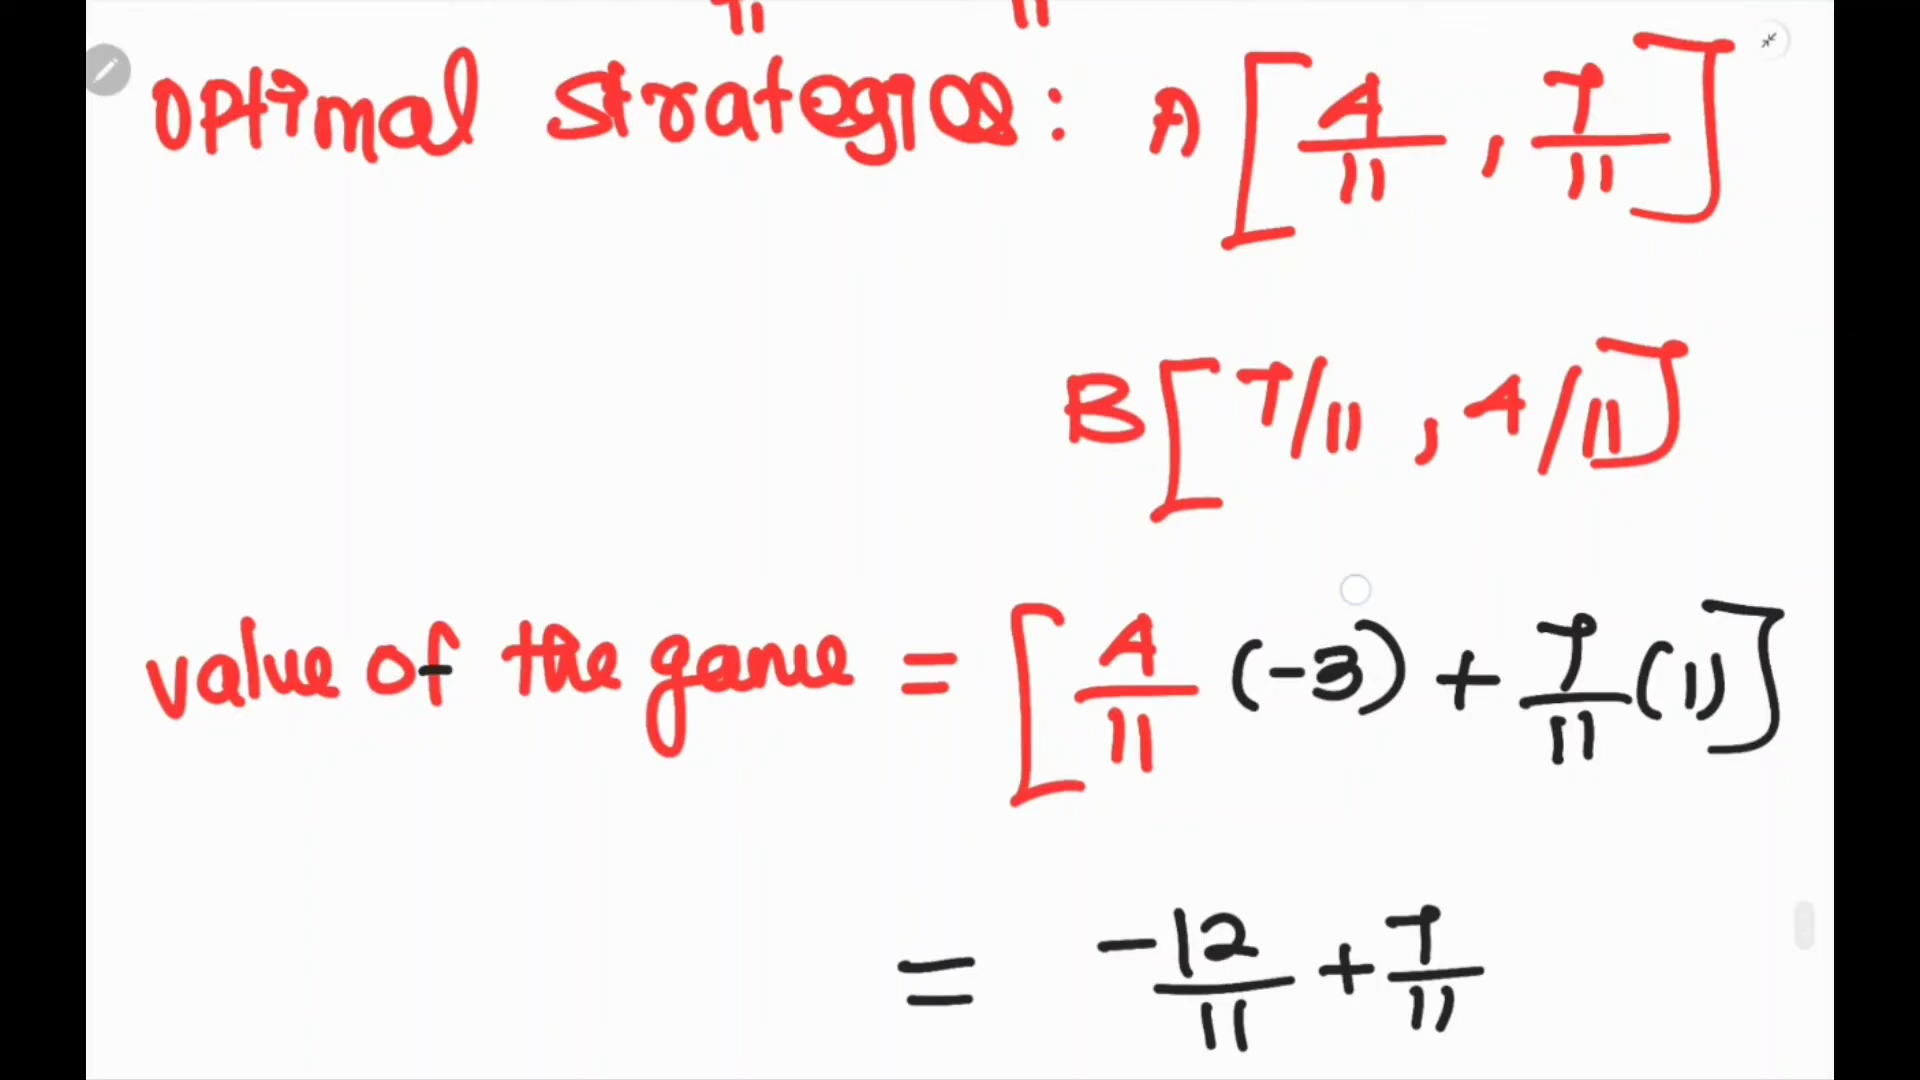 optimal strategies: A [4/11, 7/11]
B [7/11, 4/11]
value of the game = [4/11 (-3) + 7/11 (1)]
= -12/11 + 7/11